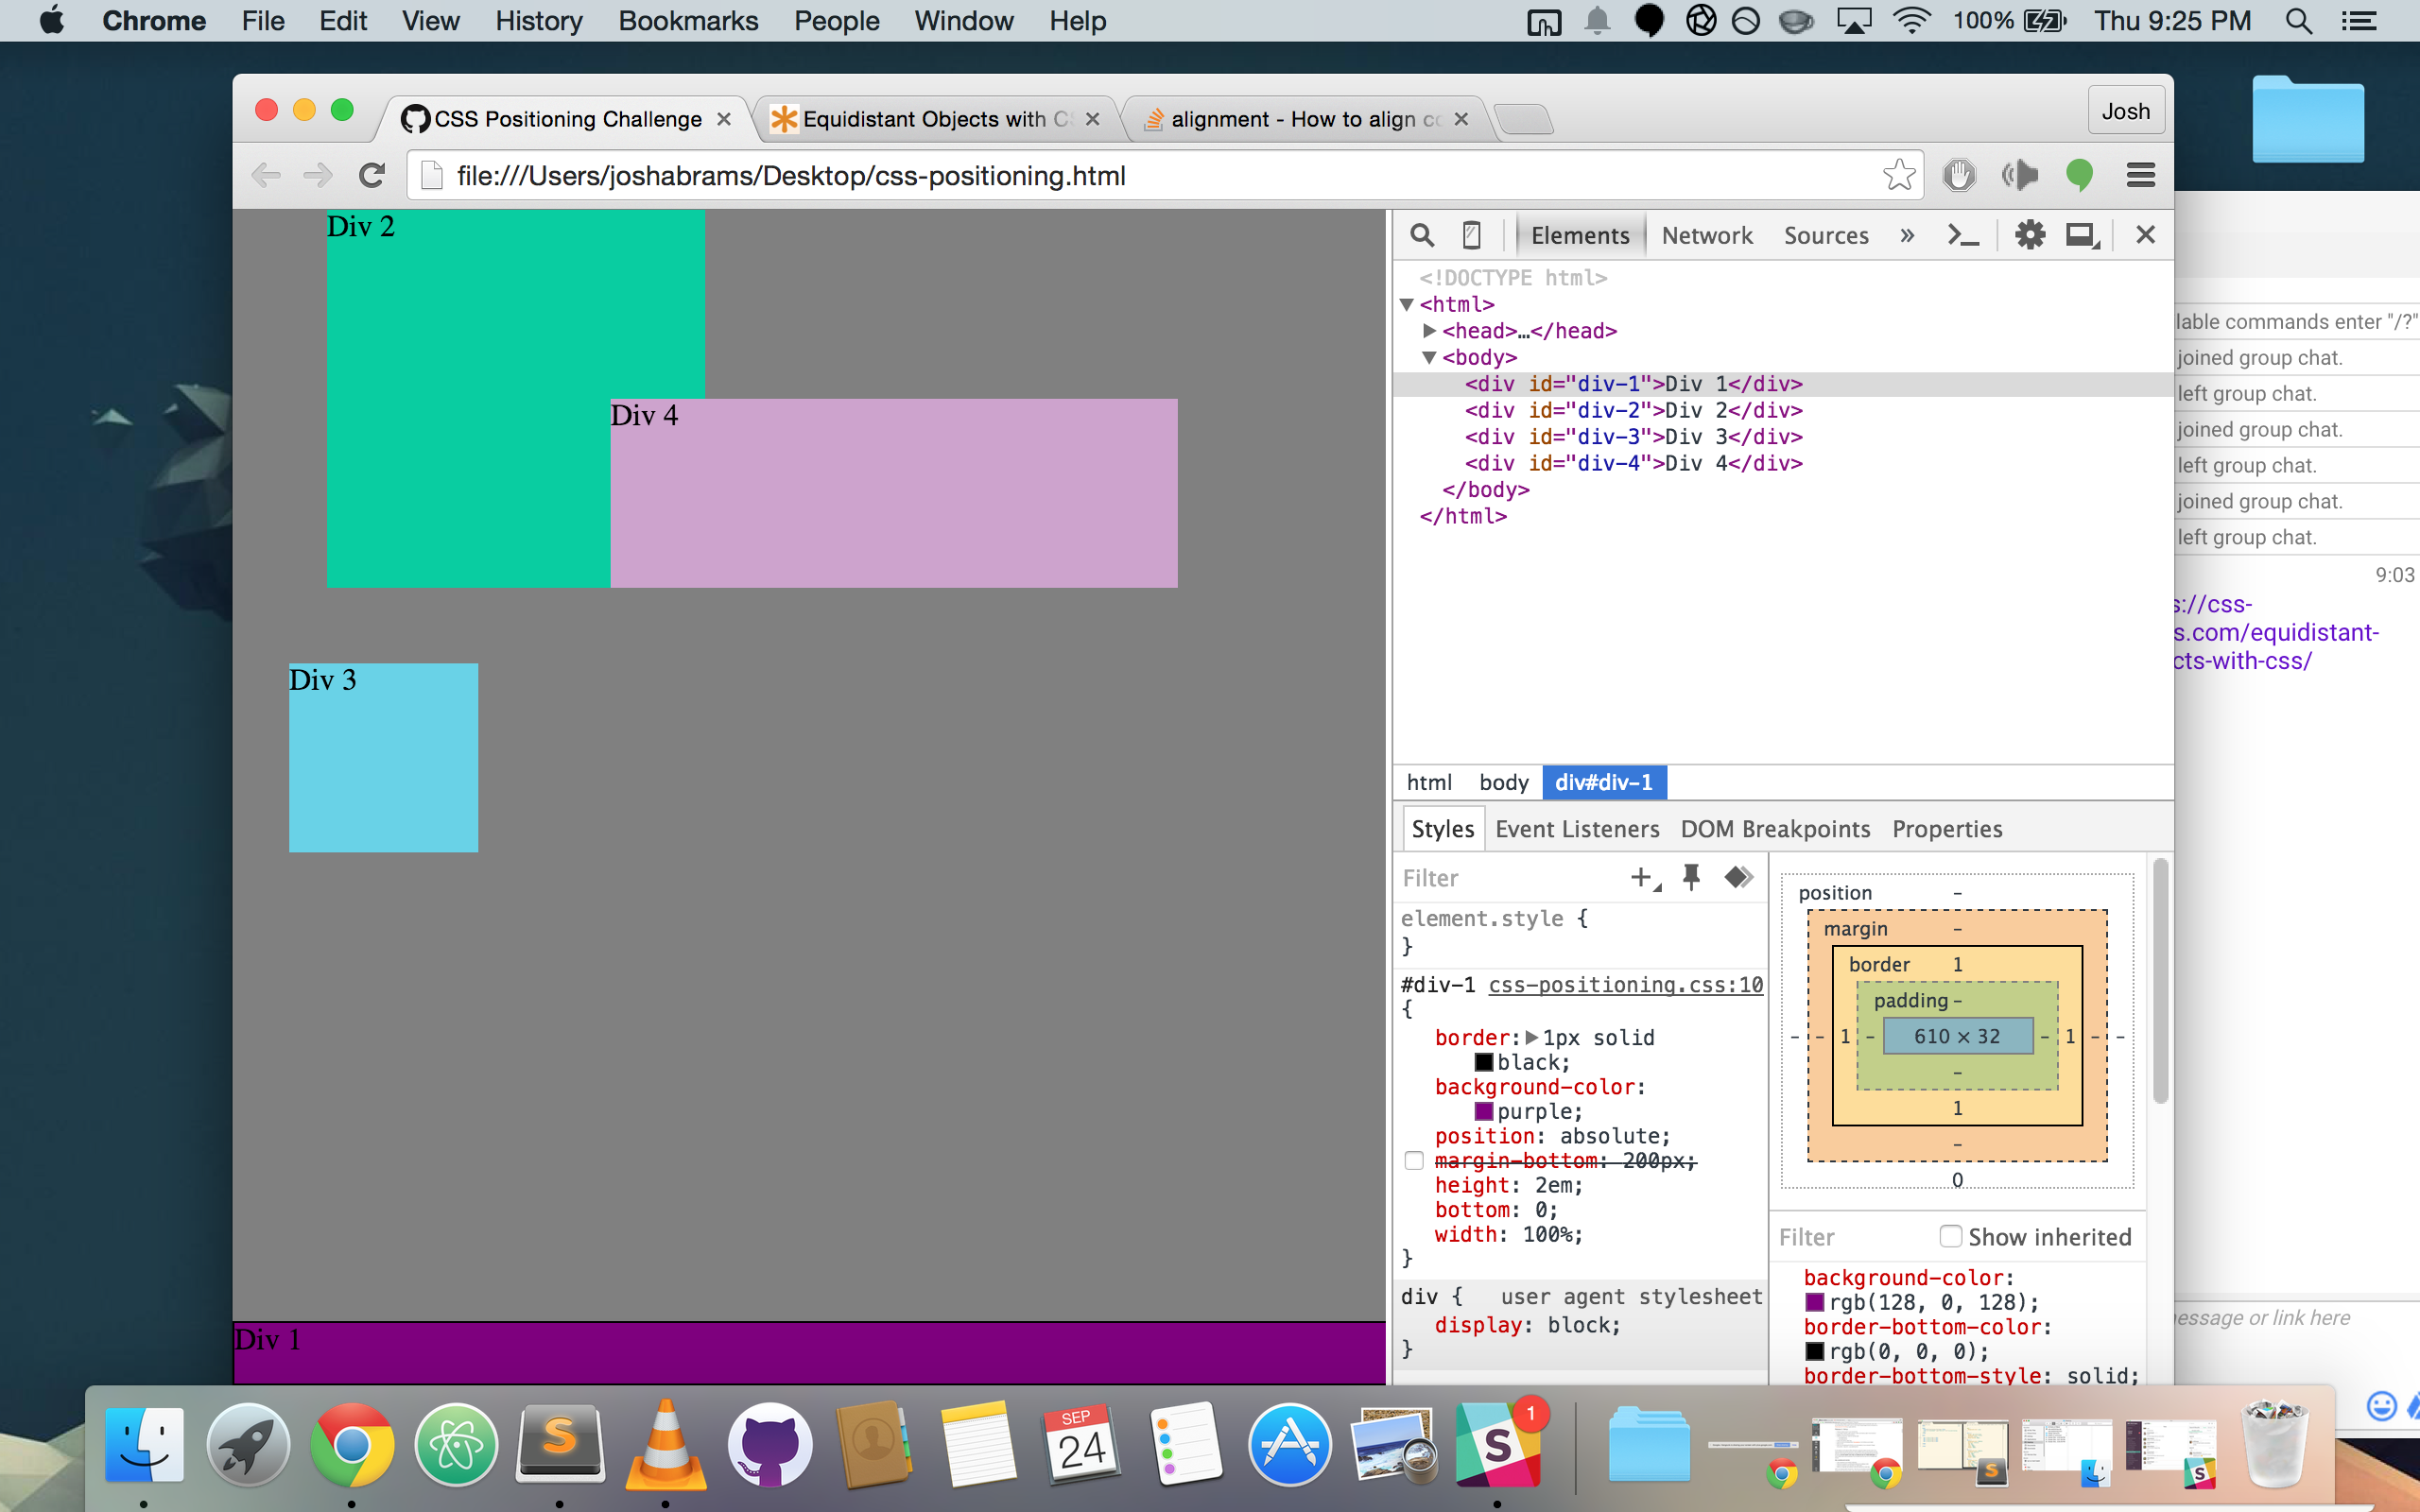 Chrome File Edit View History Bookmarks People Window Help 100% Thu 9:25 PM
CSS Positioning Challenge Equidistant Objects with C alignment - How to align co Josh
file:///Users/joshabrams/Desktop/css-positioning.html
Div 2
Div 4
Div 3
Div 1
Elements Network Sources »
<!DOCTYPE html>
<html>
<head>…</head>
<body>
<div id="div-1">Div 1</div>
<div id="div-2">Div 2</div>
<div id="div-3">Div 3</div>
<div id="div-4">Div 4</div>
</body>
</html>
html body div#div-1
Styles Event Listeners DOM Breakpoints Properties
Filter
element.style {
}
#div-1 css-positioning.css:10
{
border: 1px solid
black;
background-color:
purple;
position: absolute;
margin-bottom: 200px;
height: 2em;
bottom: 0;
width: 100%;
}
div { user agent stylesheet
display: block;
}
position –
margin –
border 1
padding –
– – 1 – 610 × 32 – 1 – –
–
1
–
0
Filter Show inherited
background-color:
rgb(128, 0, 128);
border-bottom-color:
rgb(0, 0, 0);
border-bottom-style: solid;
lable commands enter "/?"
joined group chat.
left group chat.
joined group chat.
left group chat.
joined group chat.
left group chat.
9:03
s://css-
s.com/equidistant-
cts-with-css/
essage or link here
SEP
24
1